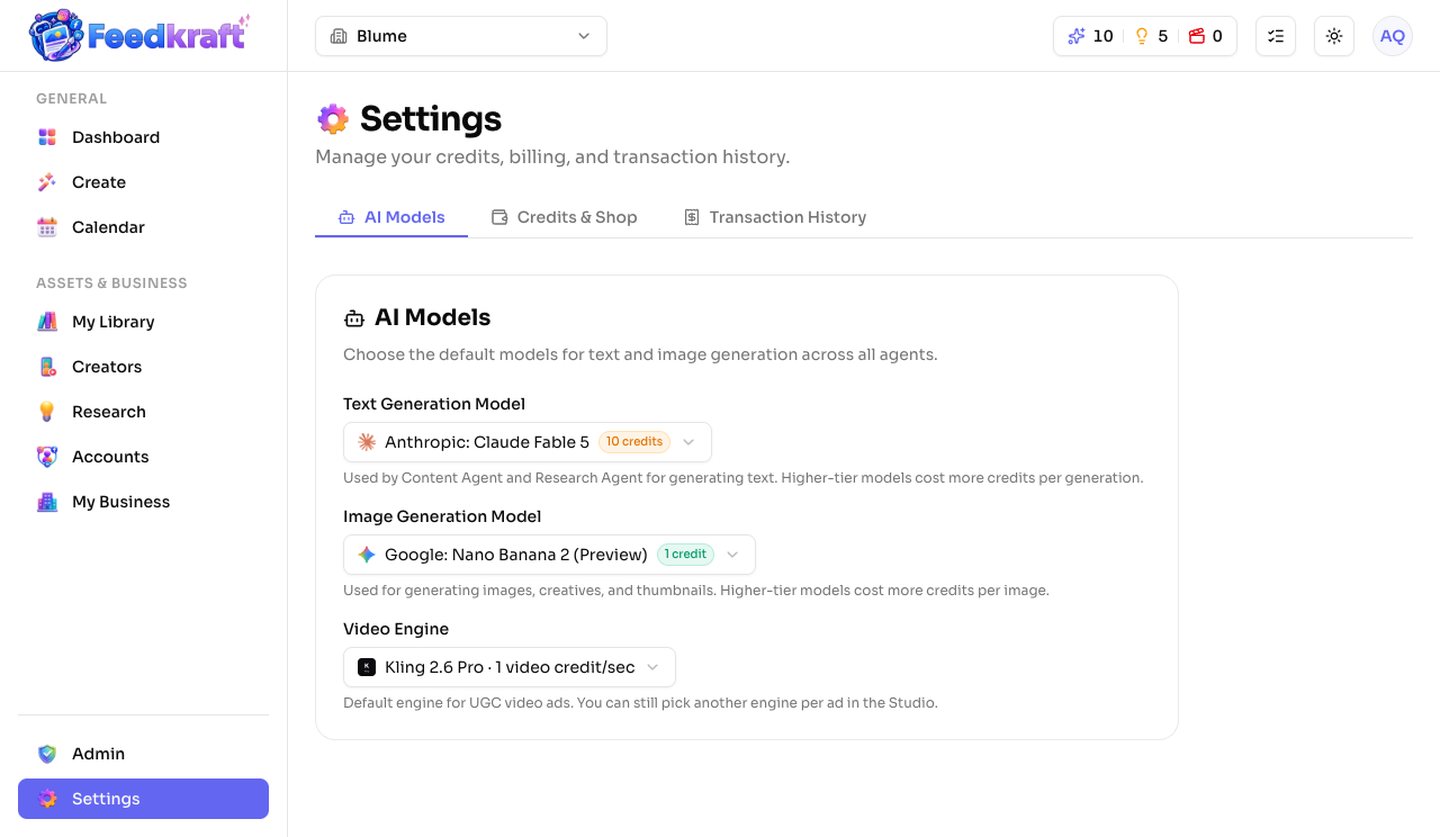 Feedkraft
Blume
10 5 0
AQ
GENERAL
Dashboard
Create
Calendar
ASSETS & BUSINESS
My Library
Creators
Research
Accounts
My Business
Admin
Settings
Settings
Manage your credits, billing, and transaction history.
AI Models Credits & Shop Transaction History
AI Models
Choose the default models for text and image generation across all agents.
Text Generation Model
Anthropic: Claude Fable 5 10 credits
Used by Content Agent and Research Agent for generating text. Higher-tier models cost more credits per generation.
Image Generation Model
Google: Nano Banana 2 (Preview) 1 credit
Used for generating images, creatives, and thumbnails. Higher-tier models cost more credits per image.
Video Engine
Kling 2.6 Pro · 1 video credit/sec
Default engine for UGC video ads. You can still pick another engine per ad in the Studio.